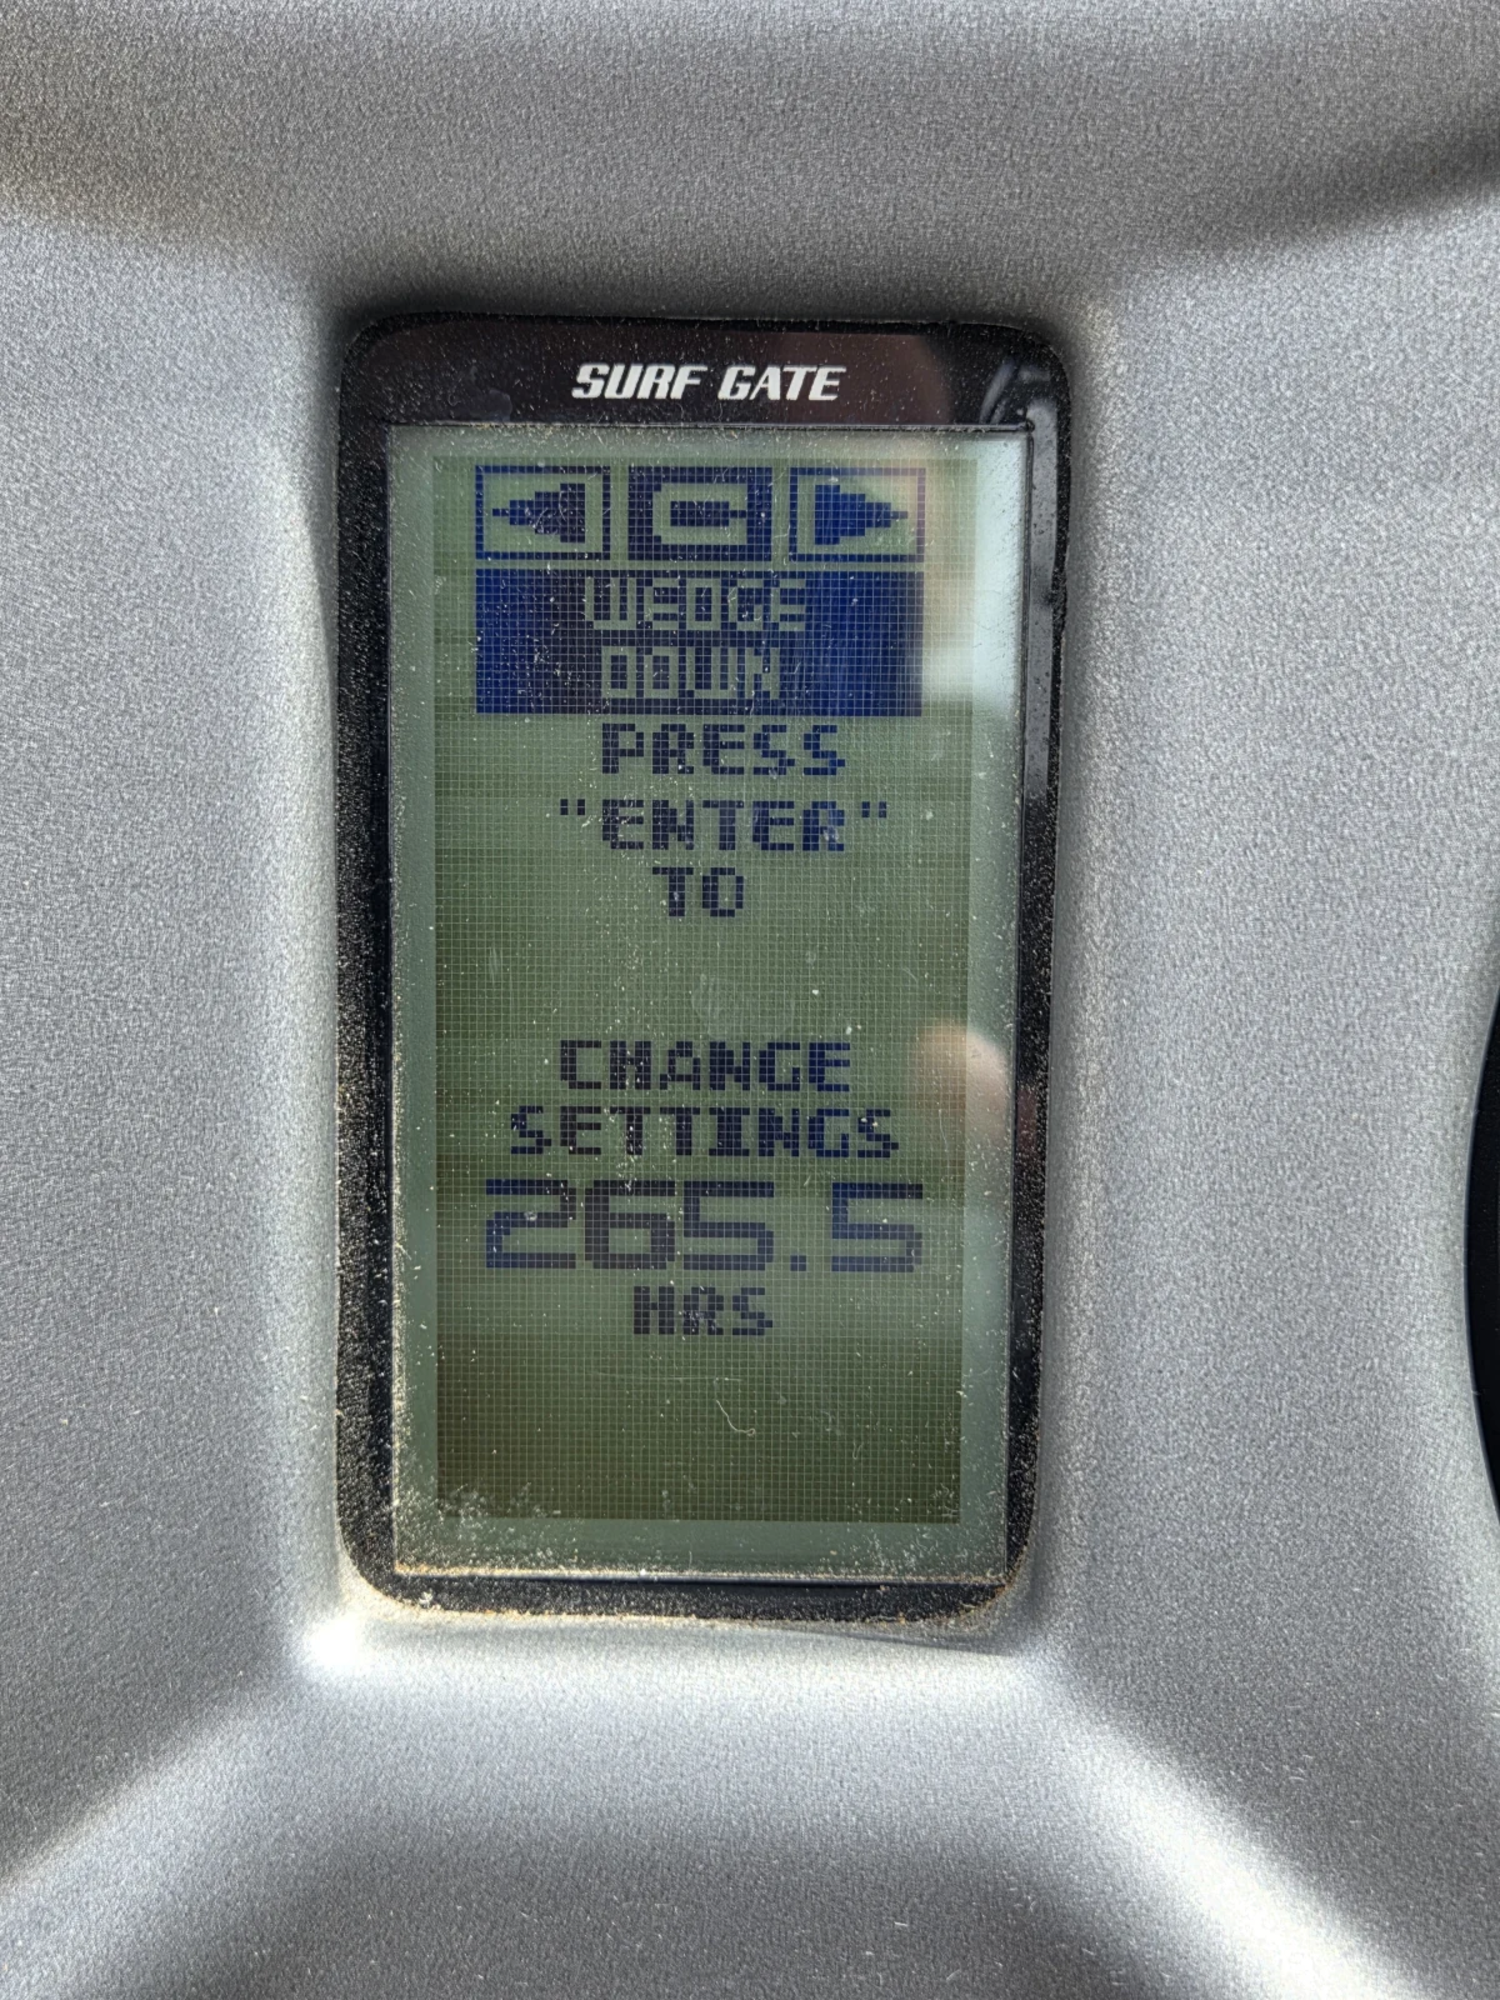 SURF GATE
C
WEDGE
DOWN
PRESS
"ENTER"
TO
CHANGE
SETTINGS
265.5
HRS